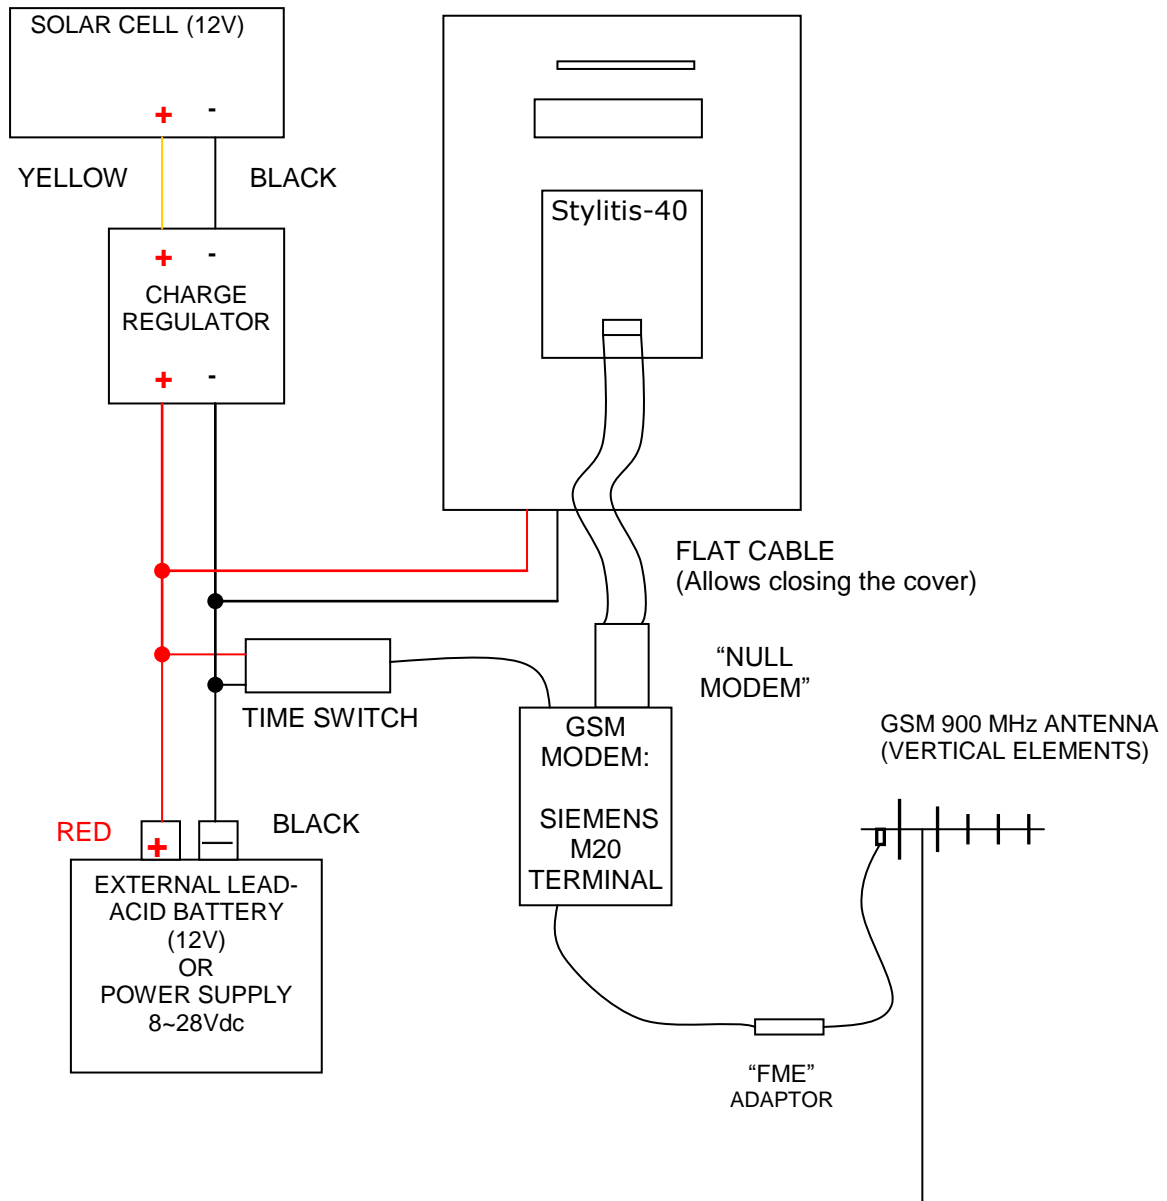 SOLAR CELL (12V)
+ -
YELLOW BLACK
+ -
CHARGE
REGULATOR
+ -
Stylitis-40
FLAT CABLE
(Allows closing the cover)
“NULL
MODEM”
TIME SWITCH
GSM
MODEM:
SIEMENS
M20
TERMINAL
GSM 900 MHz ANTENNA
(VERTICAL ELEMENTS)
RED + — BLACK
EXTERNAL LEAD-
ACID BATTERY
(12V)
OR
POWER SUPPLY
8~28Vdc
“FME”
ADAPTOR